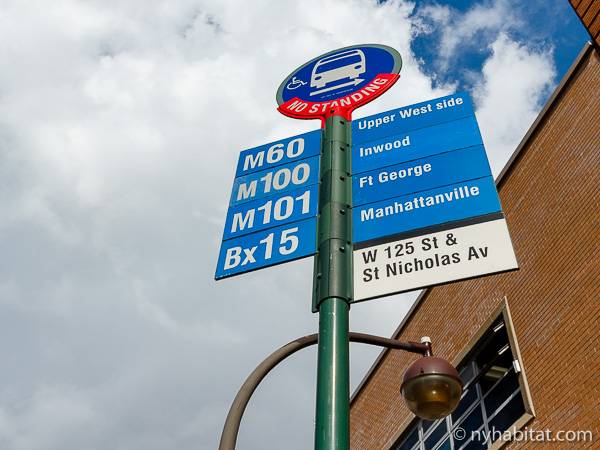 NO STANDING
M60 Upper West side
M100 Inwood
M101 Ft George
Bx15 Manhattanville
W 125 St &
St Nicholas Av
© nyhabitat.com